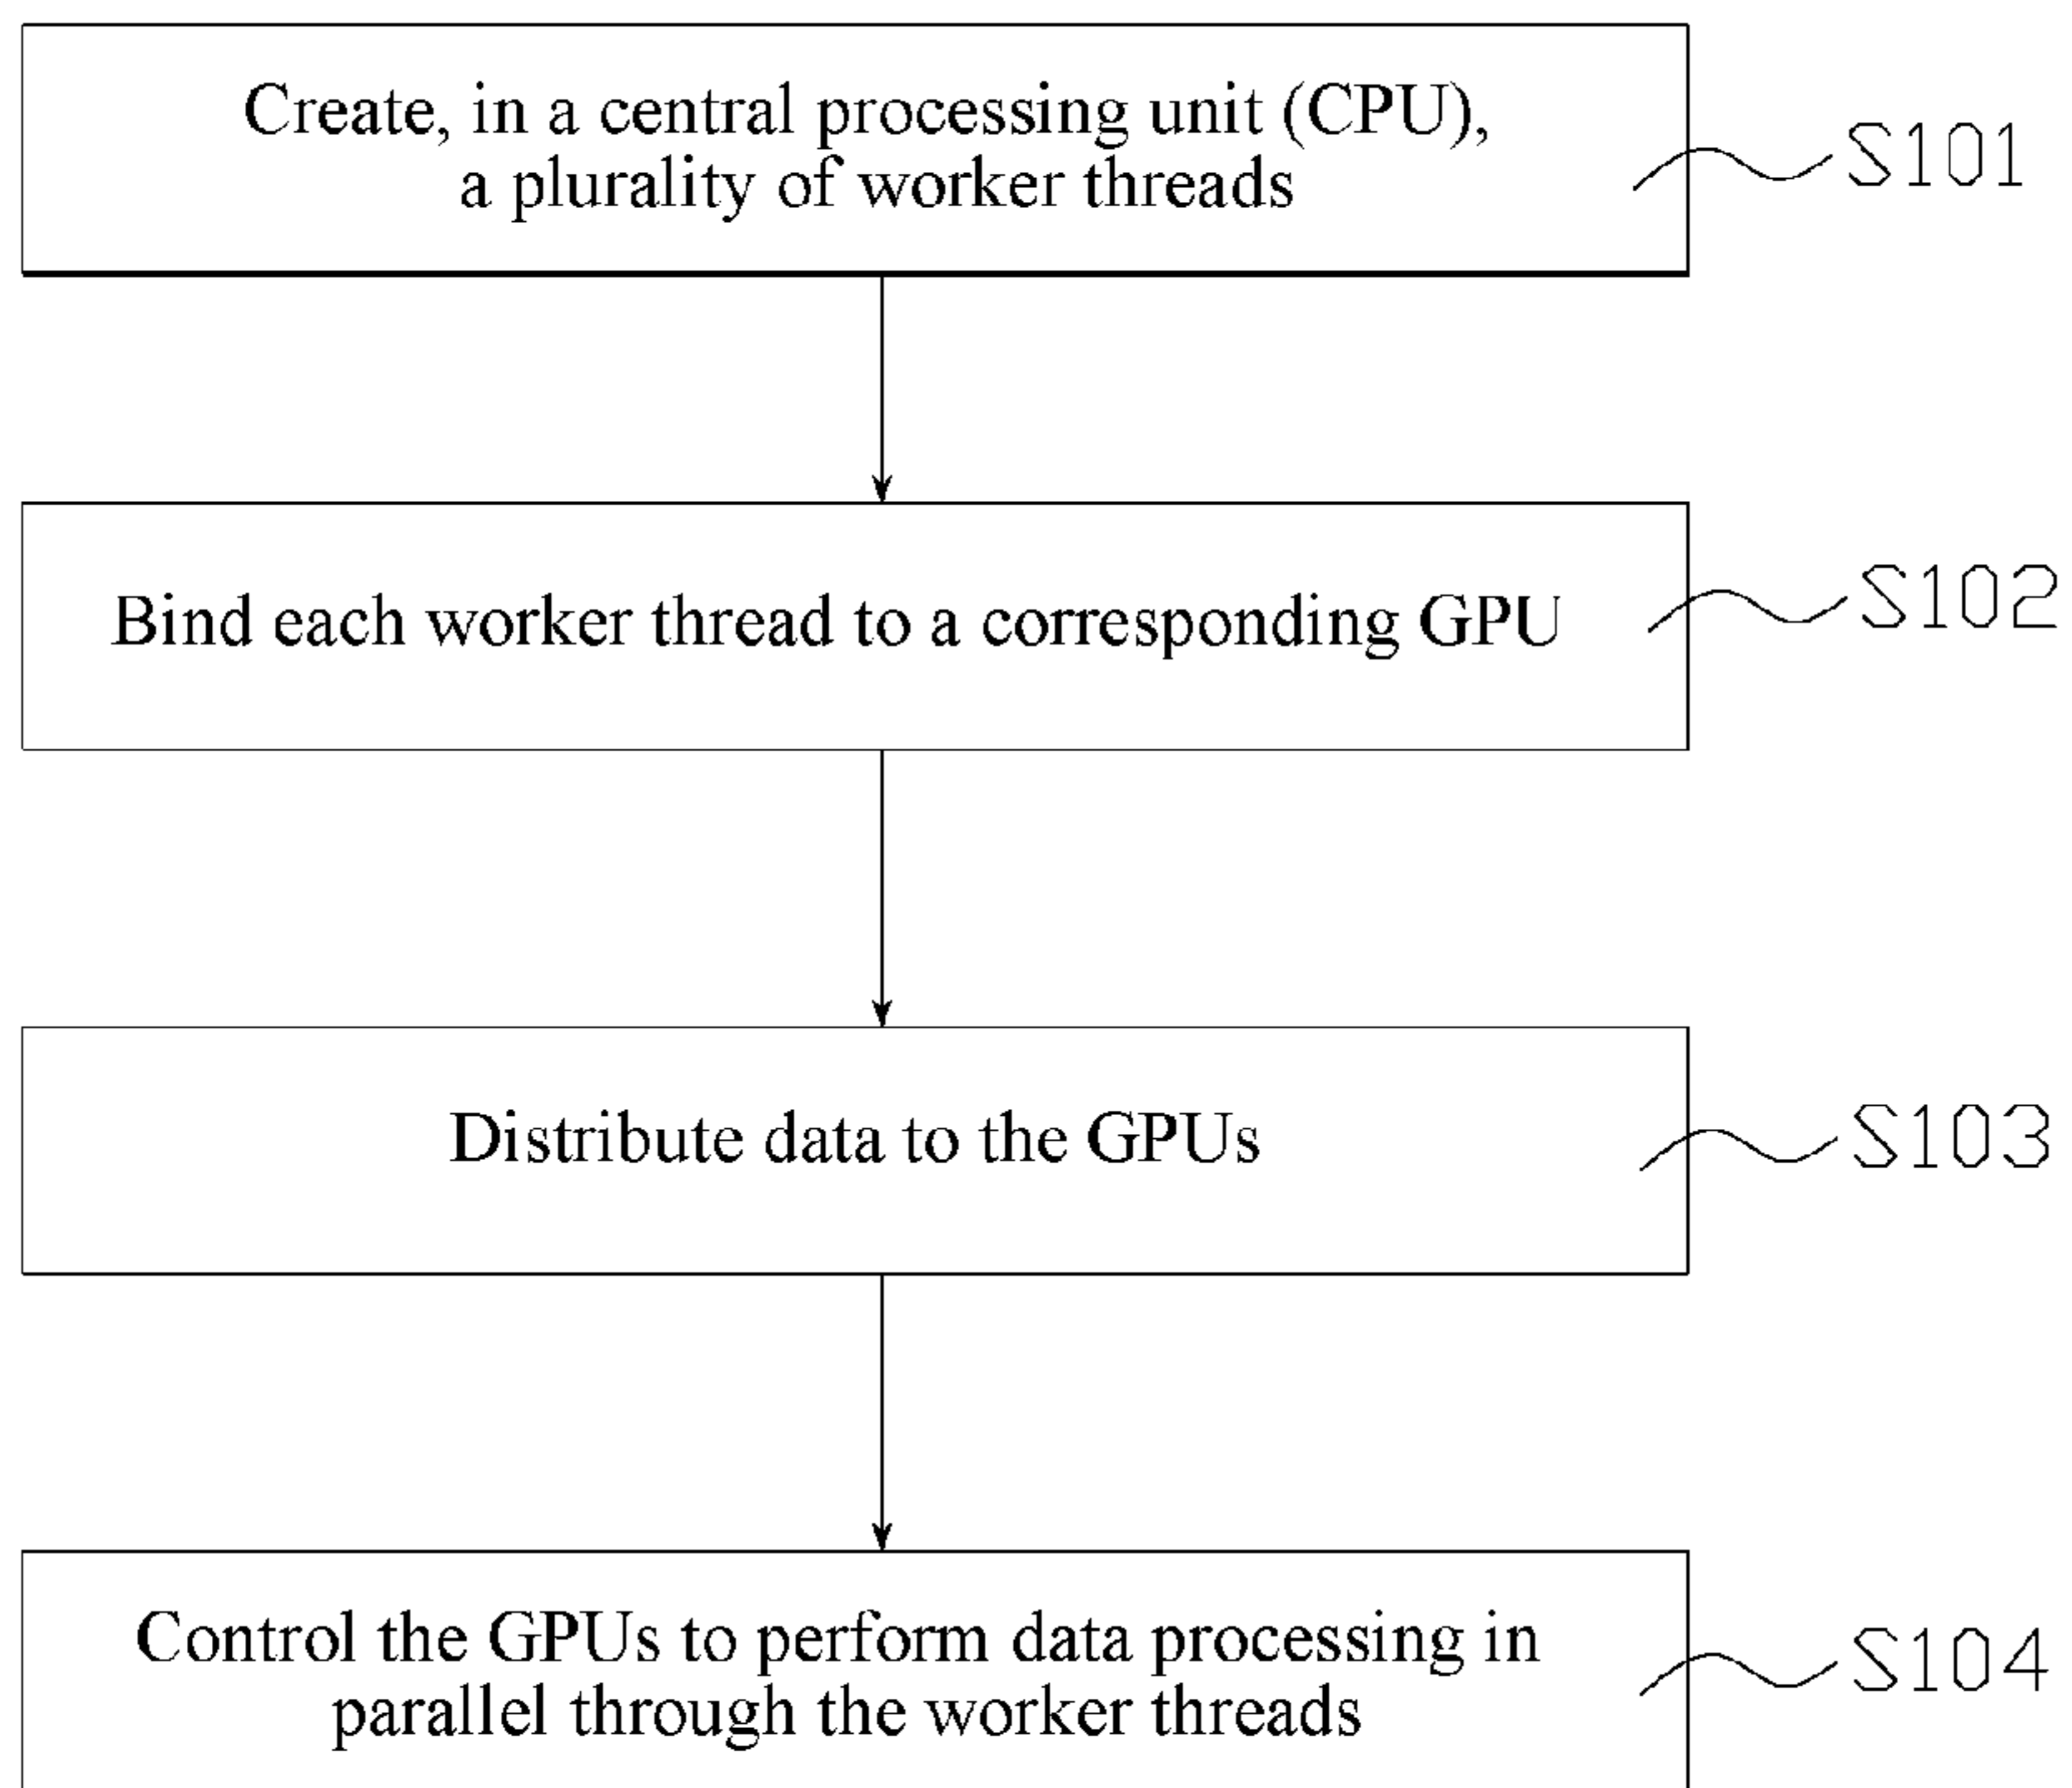 Create, in a central processing unit (CPU),
a plurality of worker threads
S101
Bind each worker thread to a corresponding GPU
S102
Distribute data to the GPUs
S103
Control the GPUs to perform data processing in
parallel through the worker threads
S104